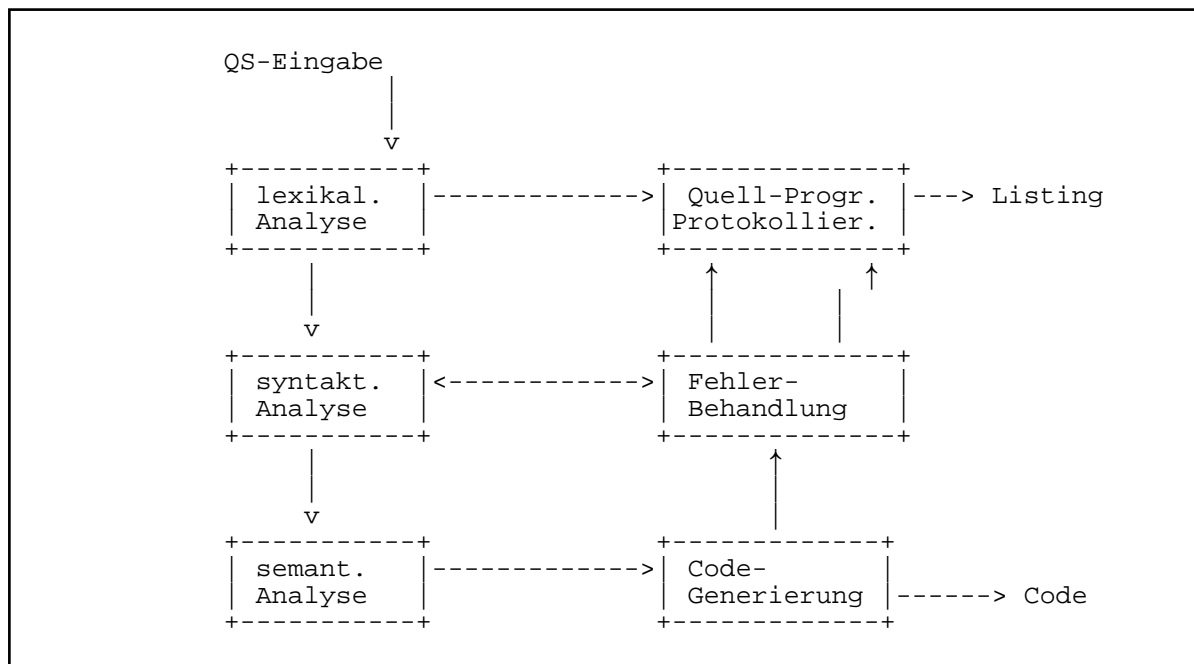 QS-Eingabe
lexikal.
Analyse
Quell-Progr.
Protokollier.
Listing
syntakt.
Analyse
Fehler-
Behandlung
semant.
Analyse
Code-
Generierung
Code